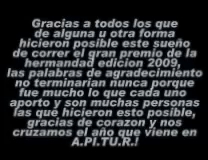 Gracias a todos los que
de alguna u otra forma
hicieron posible este sueño
de correr el gran premio de la
hermandad edicion 2009,
las palabras de agradecimiento
no terminarian nunca porque
fue mucho lo que cada uno
aporto y son muchas personas
las que hicieron esto posible,
gracias de corazon y nos
cruzamos el año que viene en
A.PI.TU.R.!